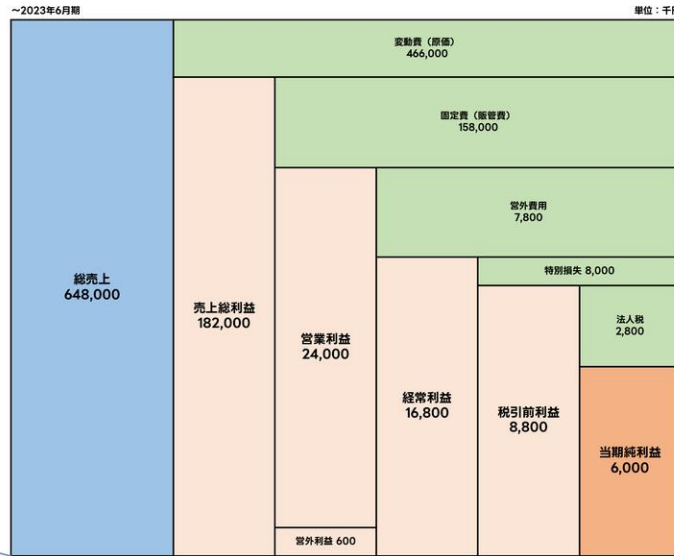 ～2023年6月期
単位：千円
変動費（原価）
466,000
固定費（販管費）
158,000
営外費用
7,800
特別損失 8,000
総売上
648,000
売上総利益
182,000
営業利益
24,000
経常利益
16,800
税引前利益
8,800
法人税
2,800
当期純利益
6,000
営外利益 600